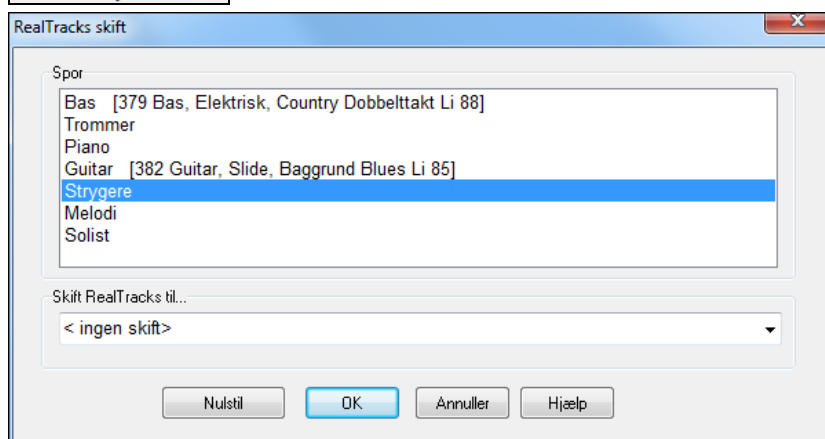 RealTracks skift
Spor
Bas [379 Bas, Elektrisk, Country Dobbelttakt Li 88]
Trommer
Piano
Guitar [382 Guitar, Slide, Baggrund Blues Li 85]
Strygere
Melodi
Solist
Skift RealTracks til...
< ingen skift>
Nulstil OK Annuller Hjælp